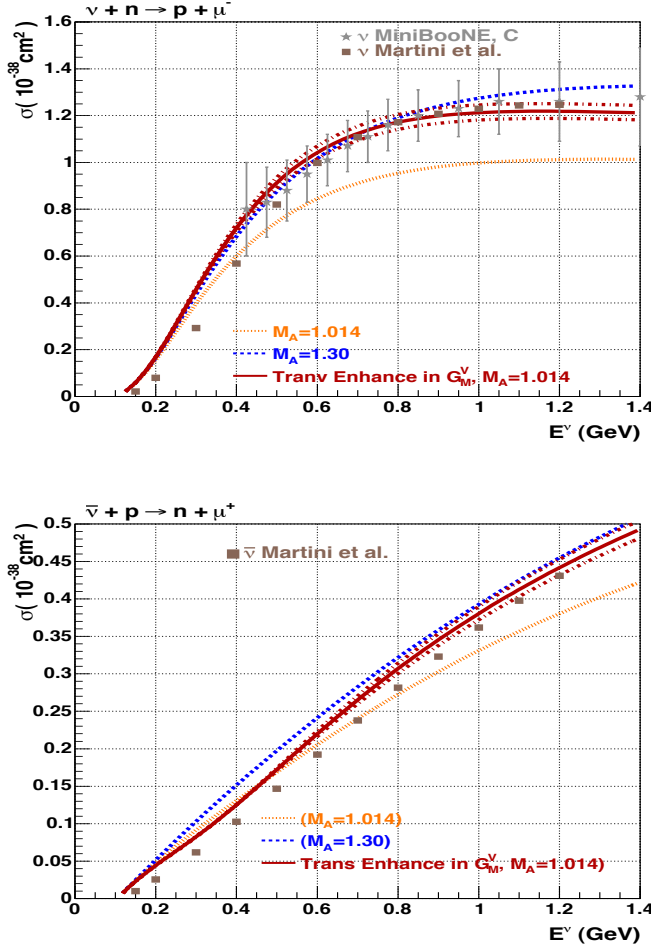 ν + n → p + μ⁻
σ( 10⁻³⁸cm²)
1.6
1.4
1.2
1
0.8
0.6
0.4
0.2
0
★ ν MiniBooNE, C
■ ν Martini et al.
M_A=1.014
M_A=1.30
Tranv Enhance in G_M^V, M_A=1.014
0 0.2 0.4 0.6 0.8 1 1.2 1.4
E^ν (GeV)
ν̅ + p → n + μ⁺
σ( 10⁻³⁸cm²)
0.5
0.45
0.4
0.35
0.3
0.25
0.2
0.15
0.1
0.05
0
■ ν̅ Martini et al.
(M_A=1.014)
(M_A=1.30)
Trans Enhance in G_M^V, M_A=1.014)
0 0.2 0.4 0.6 0.8 1 1.2 1.4
E^ν (GeV)